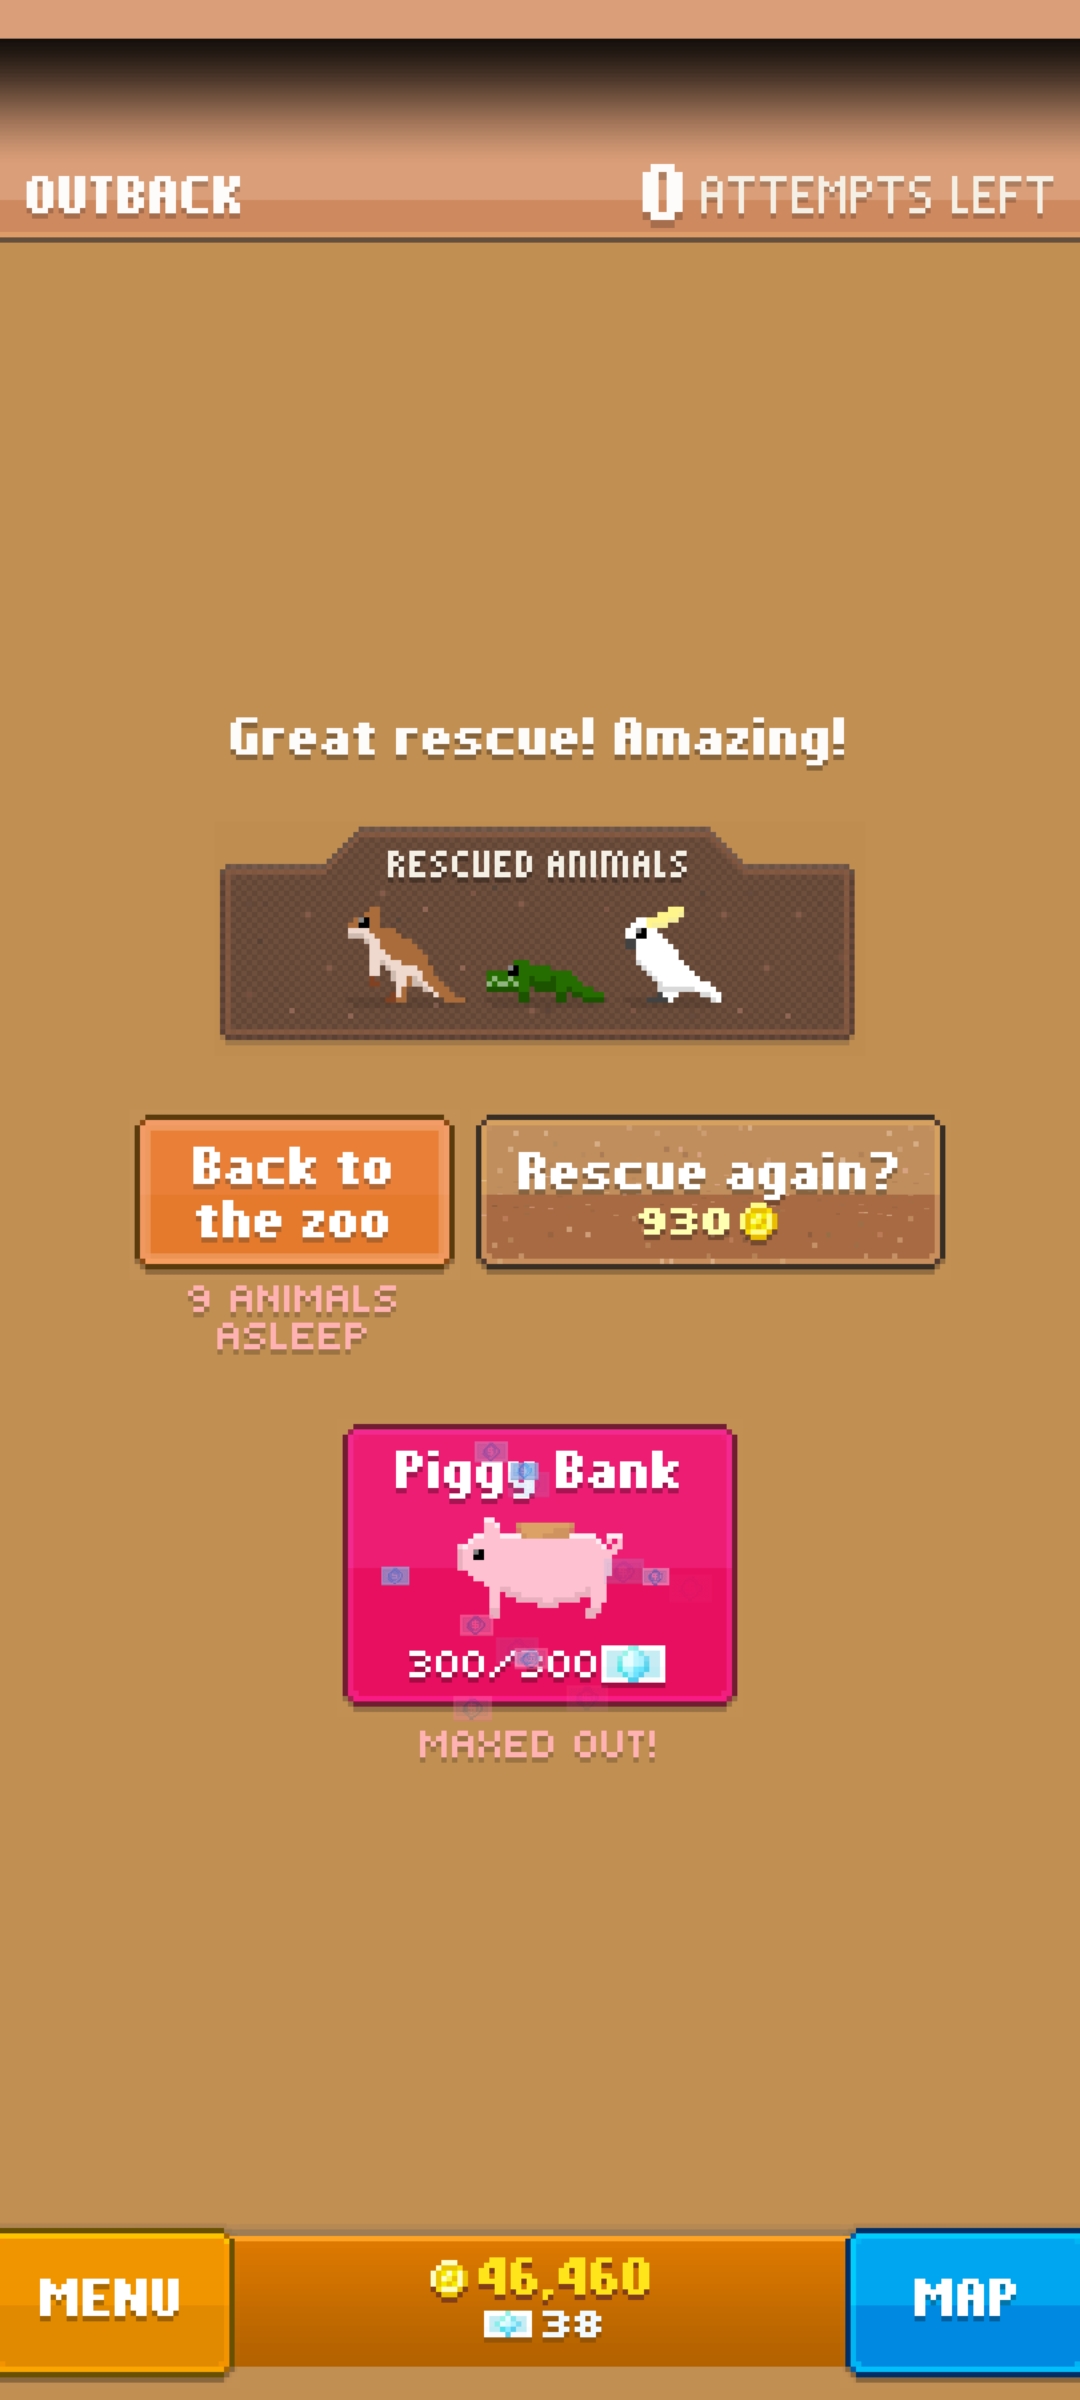 OUTBACK
0 ATTEMPTS LEFT
Great rescue! Amazing!
RESCUED ANIMALS
Back to
the zoo
Rescue again?
930
9 ANIMALS
ASLEEP
Piggy Bank
300/300
MAXED OUT!
MENU
46,460
38
MAP